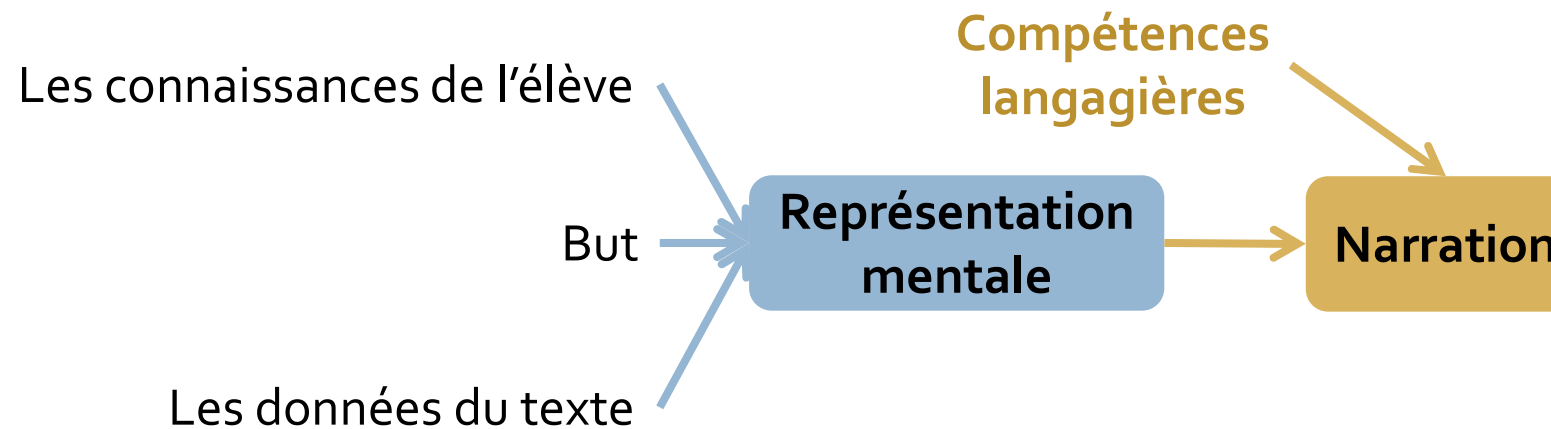 Compétences
langagières
Les connaissances de l’élève
Représentation
mentale
But
Narration
Les données du texte